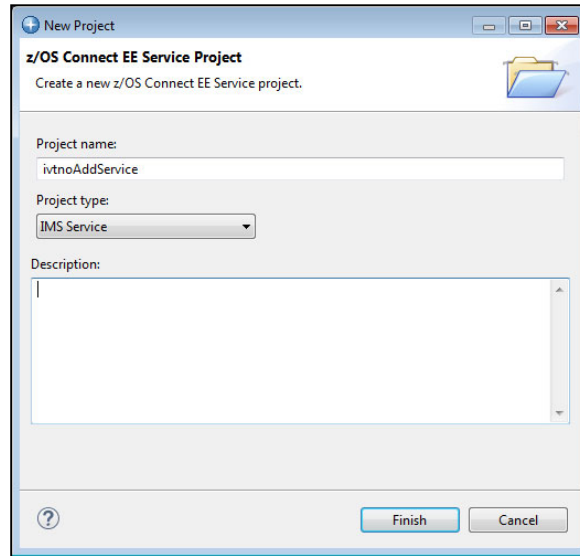 New Project
z/OS Connect EE Service Project
Create a new z/OS Connect EE Service project.
Project name:
ivtnoAddService
Project type:
IMS Service
Description:
Finish
Cancel